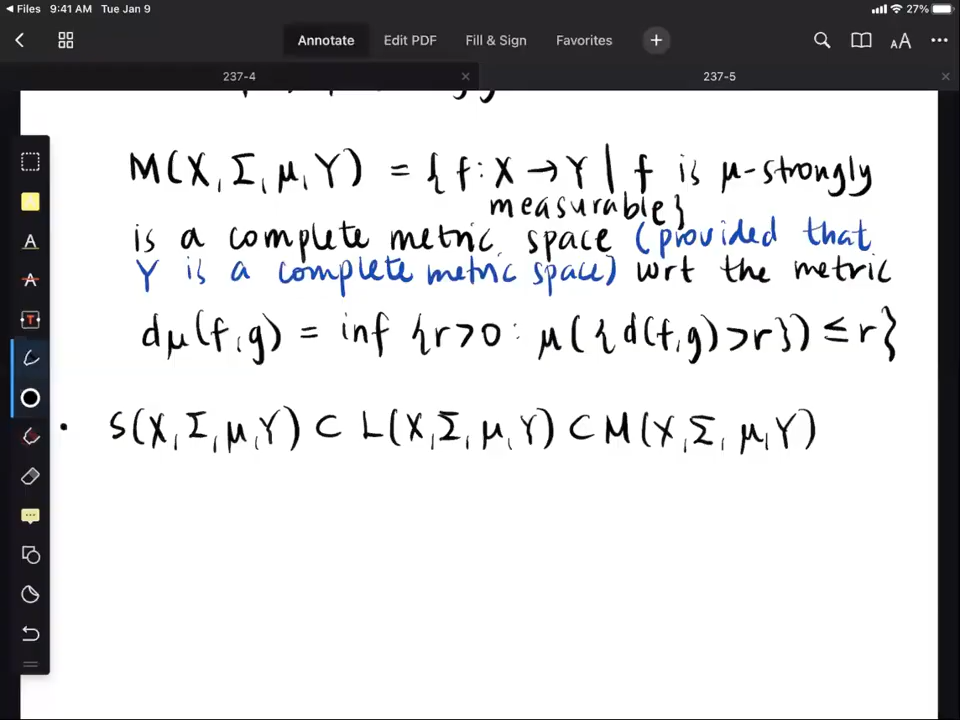 Files 9:41 AM Tue Jan 9 27%
Annotate Edit PDF Fill & Sign Favorites + AA
237-4 × 237-5 ×
M(X, Σ, μ, Y) = {f: X → Y | f is μ-strongly
measurable}
is a complete metric space (provided that
Y is a complete metric space) wrt the metric
dμ(f,g) = inf {r>0 : μ({d(f,g)>r}) ≤ r}
• S(X, Σ, μ, Y) ⊂ L(X, Σ, μ, Y) ⊂ M(X, Σ, μ, Y)